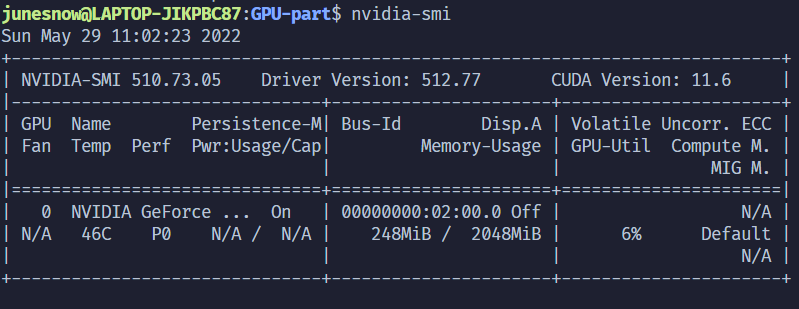 junesnow@LAPTOP-JIKPBC87:GPU-part$ nvidia-smi
Sun May 29 11:02:23 2022
+-----------------------------------------------------------------------------+
| NVIDIA-SMI 510.73.05    Driver Version: 512.77       CUDA Version: 11.6     |
|-------------------------------+----------------------+----------------------+
| GPU  Name        Persistence-M| Bus-Id        Disp.A | Volatile Uncorr. ECC |
| Fan  Temp  Perf  Pwr:Usage/Cap|         Memory-Usage | GPU-Util  Compute M. |
|                               |                      |               MIG M. |
|===============================+======================+======================|
|   0  NVIDIA GeForce ...  On   | 00000000:02:00.0 Off |                  N/A |
| N/A   46C    P0    N/A /  N/A |    248MiB /  2048MiB |      6%      Default |
|                               |                      |                  N/A |
+-------------------------------+----------------------+----------------------+